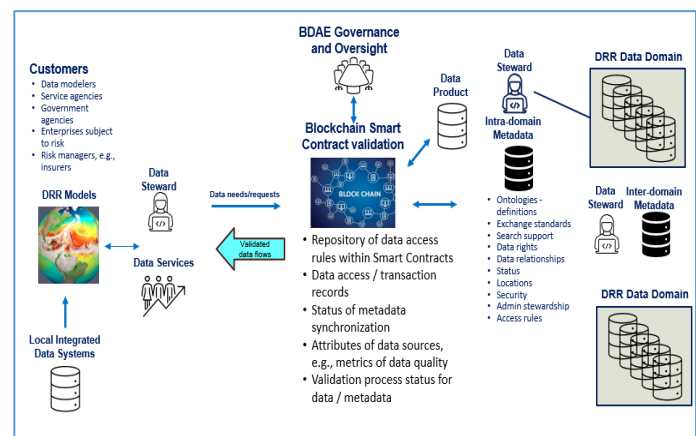 BDAE Governance
and Oversight
Customers
• Data modelers
• Service agencies
• Government
agencies
• Enterprises subject
to risk
• Risk managers, e.g.,
insurers
DRR Models
Local Integrated
Data Systems
Data
Steward
Data Services
Data needs/requests
Validated
data flows
Blockchain Smart
Contract validation
BLOCK CHAIN
• Repository of data access
rules within Smart Contracts
• Data access / transaction
records
• Status of metadata
synchronization
• Attributes of data sources,
e.g., metrics of data quality
• Validation process status for
data / metadata
Data
Product
Data
Steward
Intra-domain
Metadata
• Ontologies -
definitions
• Exchange standards
• Search support
• Data rights
• Data relationships
• Status
• Locations
• Security
• Admin stewardship
• Access rules
DRR Data Domain
Data
Steward
Inter-domain
Metadata
DRR Data Domain